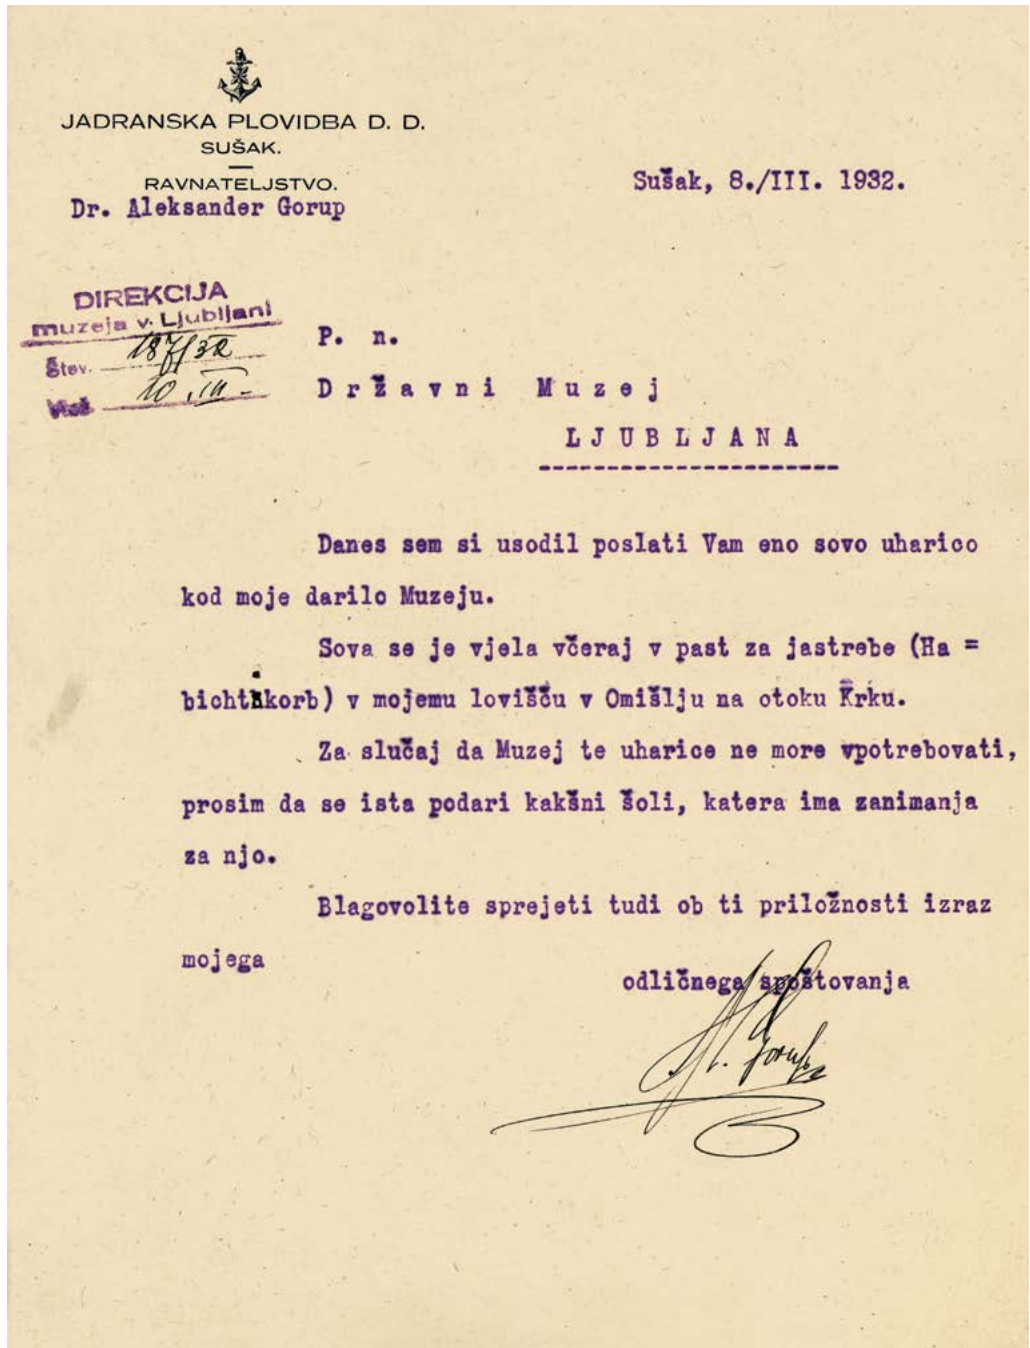 JADRANSKA PLOVIDBA D. D.
SUŠAK.
RAVNATELJSTVO.
Dr. Aleksander Gorup
Sušak, 8./III. 1932.
DIREKCIJA
muzeja v. Ljubljani
Štev. 187/32
10. III.-
P. n.
Državni Muzej
LJUBLJANA
Danes sem si usodil poslati Vam eno sovo uharico
kod moje darilo Muzeju.
Sova se je vjela včeraj v past za jastrebe (Ha =
bichtskorb) v mojemu lovišču v Omišlju na otoku Krku.
Za slučaj da Muzej te uharice ne more vpotrebovati,
prosim da se ista podari kakšni šoli, katera ima zanimanja
za njo.
Blagovolite sprejeti tudi ob ti priložnosti izraz
mojega
odličnega spoštovanja
Gorup